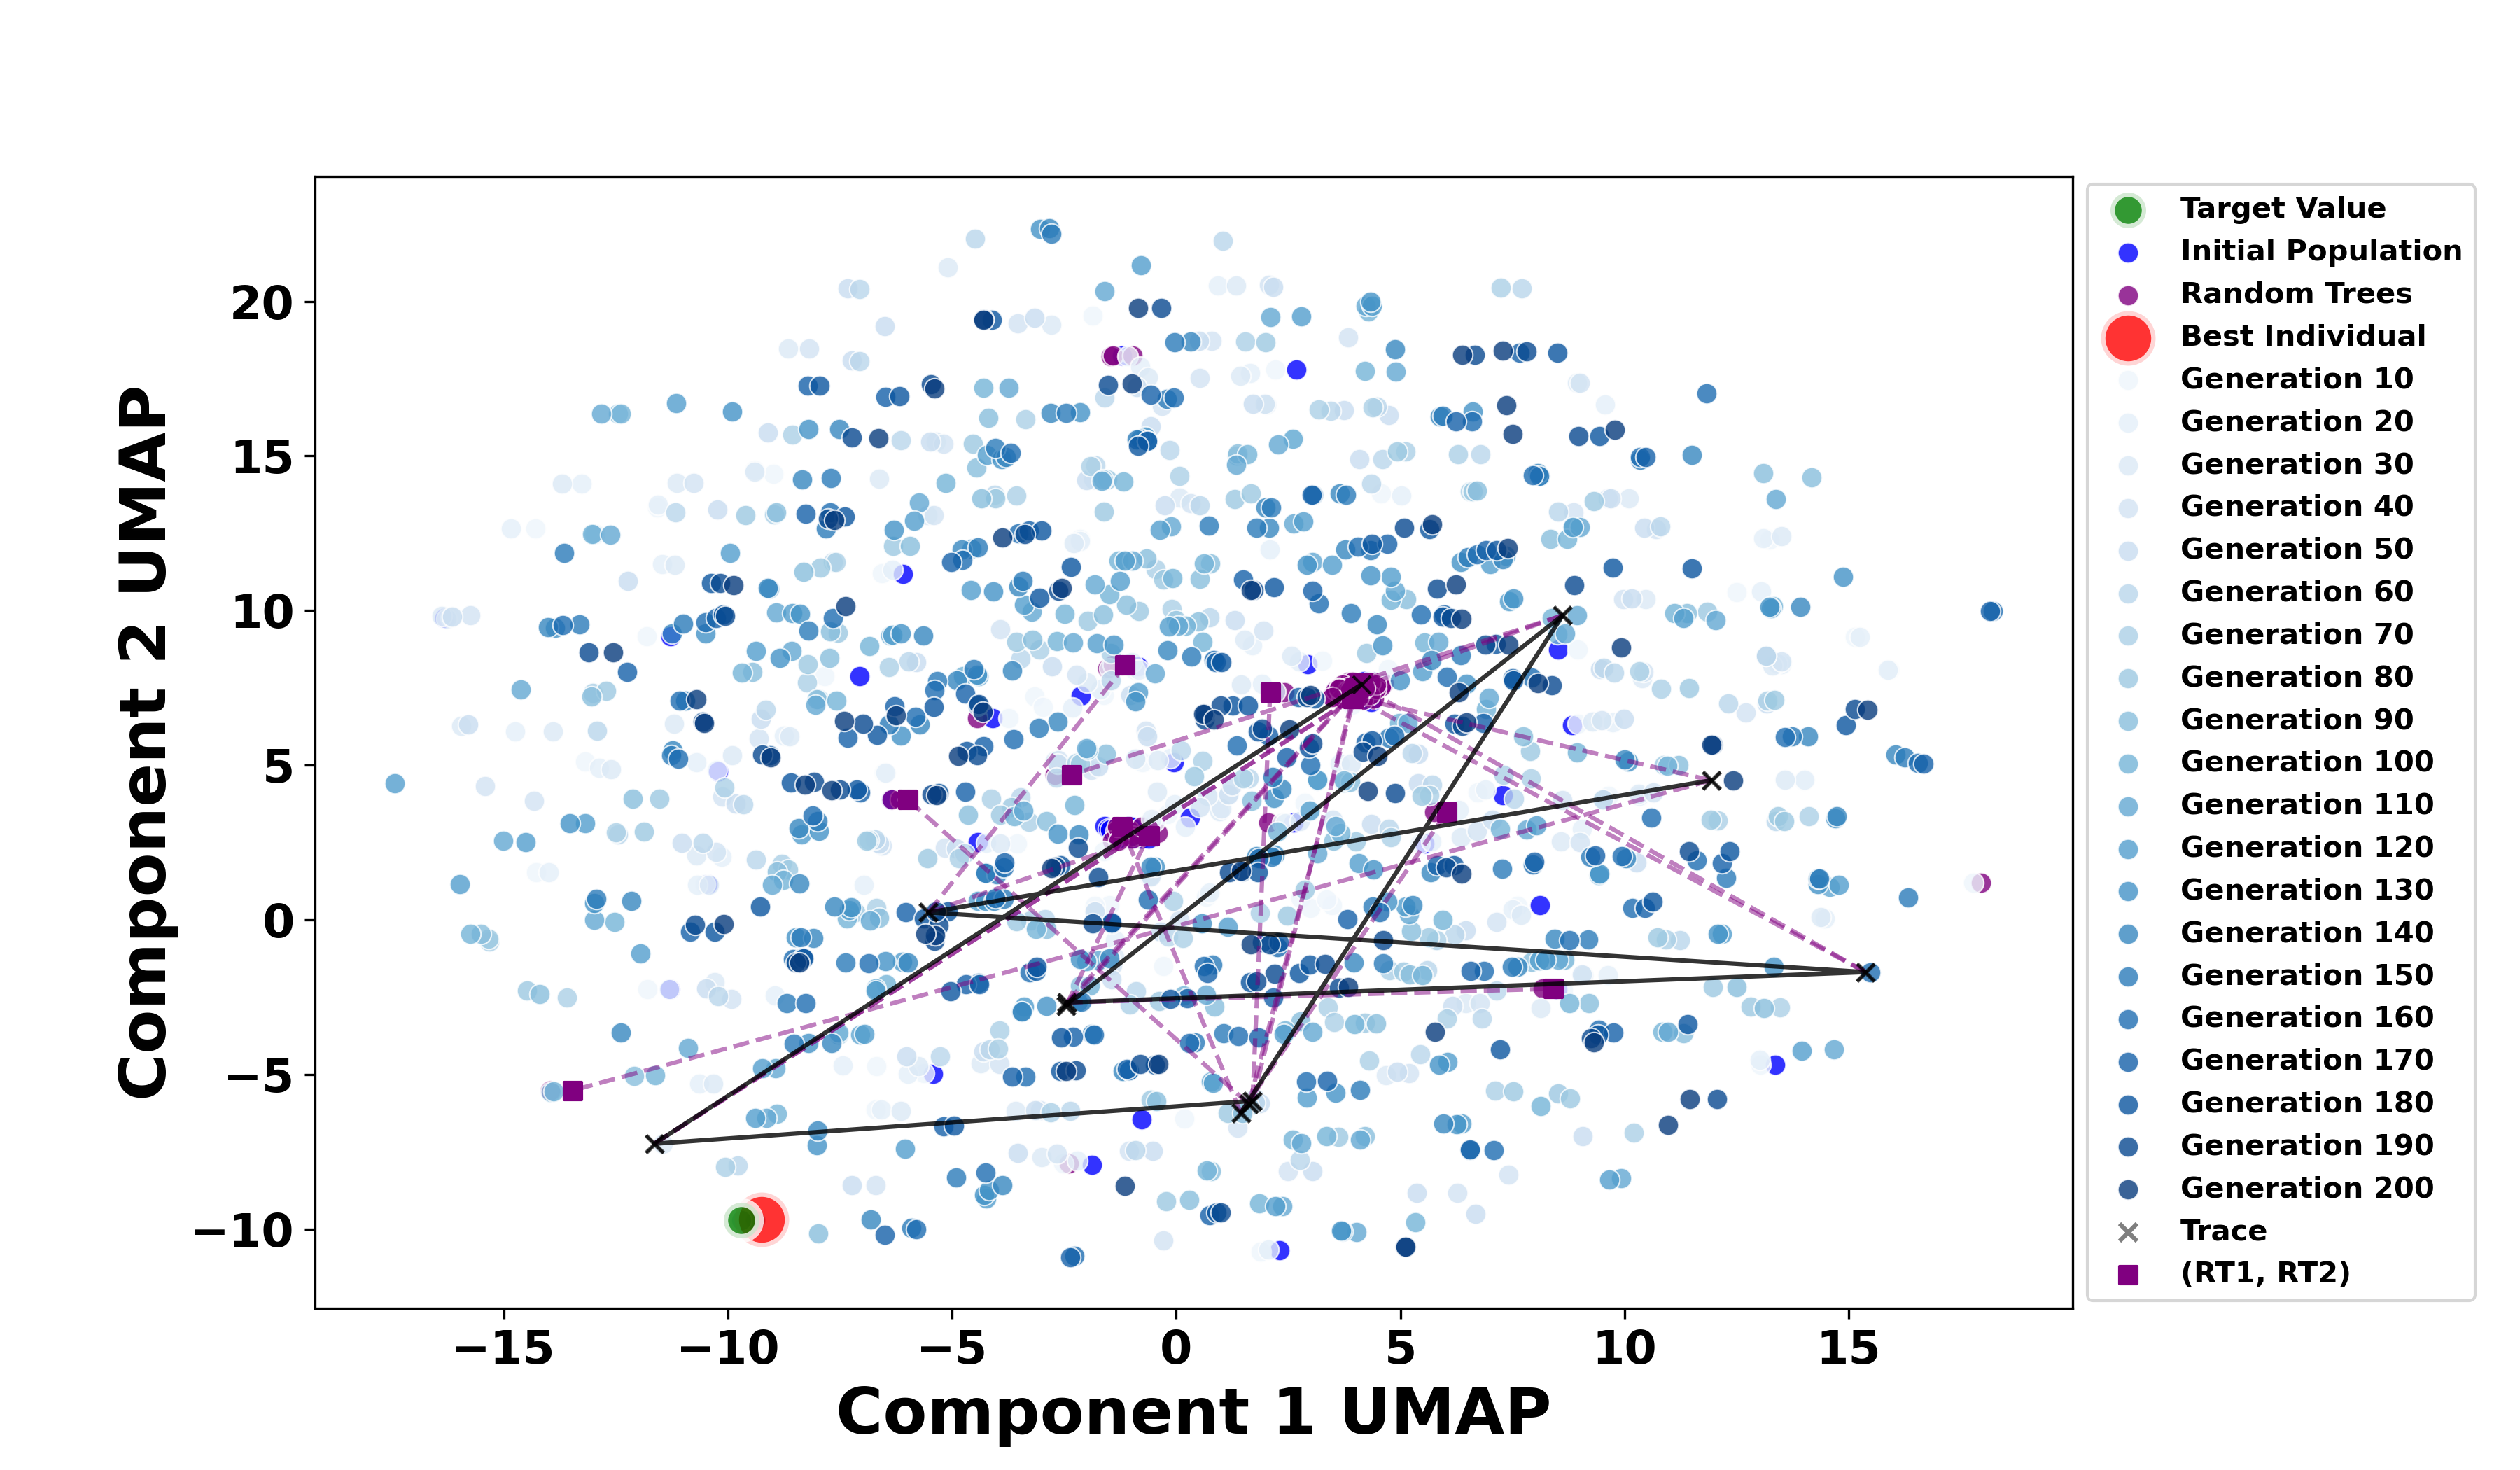 Component 2 UMAP
20
15
10
5
0
−5
−10
−15
−10
−5
0
5
10
15
Component 1 UMAP
Target Value
Initial Population
Random Trees
Best Individual
Generation 10
Generation 20
Generation 30
Generation 40
Generation 50
Generation 60
Generation 70
Generation 80
Generation 90
Generation 100
Generation 110
Generation 120
Generation 130
Generation 140
Generation 150
Generation 160
Generation 170
Generation 180
Generation 190
Generation 200
Trace
(RT1, RT2)